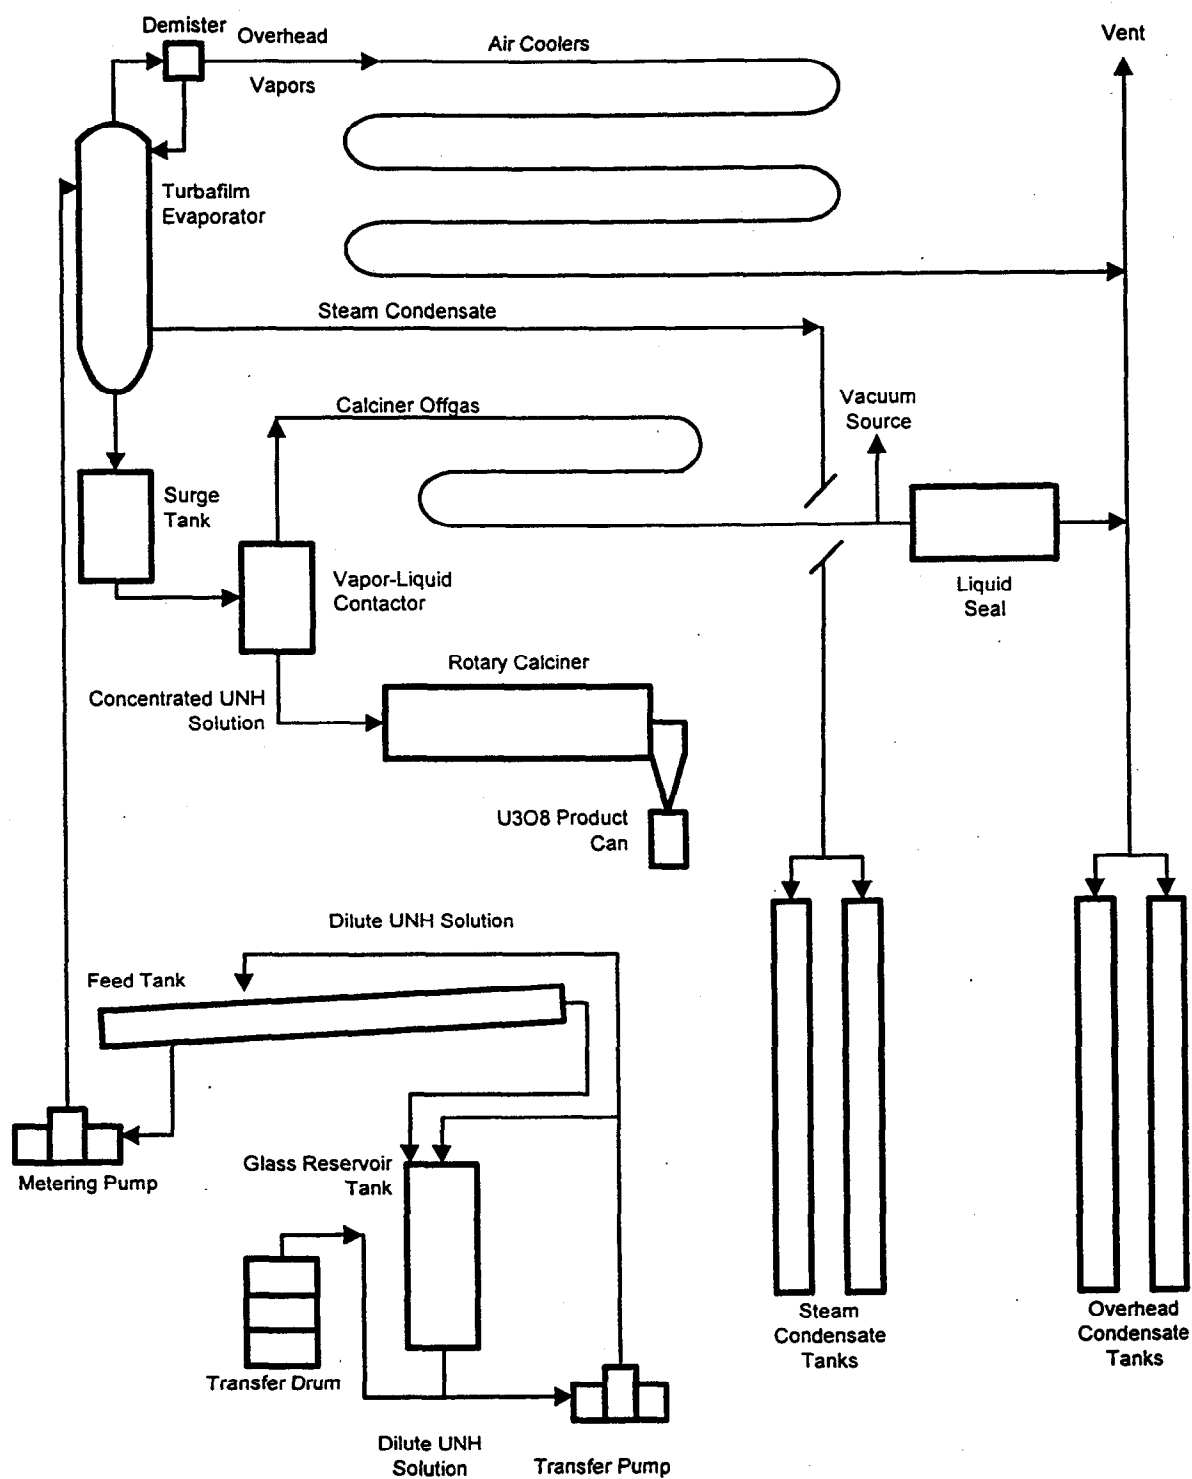 Demister
Overhead
Vapors
Air Coolers
Vent
Turbafilm
Evaporator
Steam Condensate
Calciner Offgas
Vacuum
Source
Surge
Tank
Vapor-Liquid
Contactor
Liquid
Seal
Rotary Calciner
Concentrated UNH
Solution
U3O8 Product
Can
Dilute UNH Solution
Feed Tank
Metering Pump
Glass Reservoir
Tank
Transfer Drum
Steam
Condensate
Tanks
Overhead
Condensate
Tanks
Dilute UNH
Solution
Transfer Pump